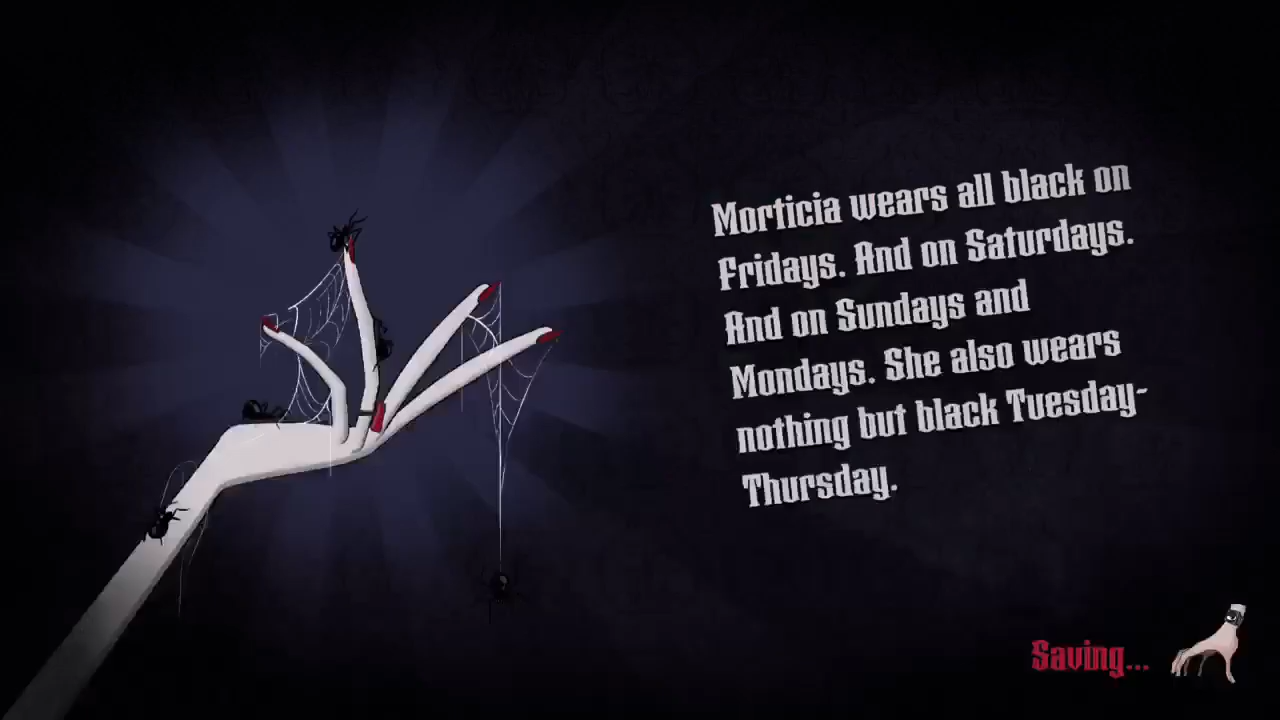 Morticia wears all black on
Fridays. And on Saturdays.
And on Sundays and
Mondays. She also wears
nothing but black Tuesday-
Thursday.
Saving...